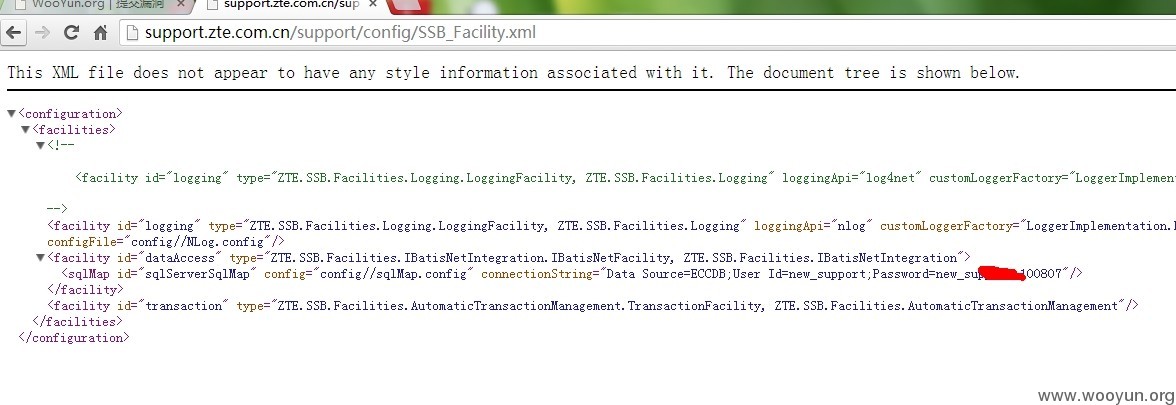 WooYun.org | 提交漏洞
support.zte.com.cn/sup
support.zte.com.cn/support/config/SSB_Facility.xml
This XML file does not appear to have any style information associated with it. The document tree is shown below.
▼<configuration>
▼<facilities>
▼<!--
<facility id="logging" type="ZTE.SSB.Facilities.Logging.LoggingFacility, ZTE.SSB.Facilities.Logging" loggingApi="log4net" customLoggerFactory="LoggerImplement
-->
<facility id="logging" type="ZTE.SSB.Facilities.Logging.LoggingFacility, ZTE.SSB.Facilities.Logging" loggingApi="nlog" customLoggerFactory="LoggerImplementation.
configFile="config//NLog.config"/>
▼<facility id="dataAccess" type="ZTE.SSB.Facilities.IBatisNetIntegration.IBatisNetFacility, ZTE.SSB.Facilities.IBatisNetIntegration">
<sqlMap id="sqlServerSqlMap" config="config//sqlMap.config" connectionString="Data Source=ECCDB;User Id=new_support;Password=new_sup 100807"/>
</facility>
<facility id="transaction" type="ZTE.SSB.Facilities.AutomaticTransactionManagement.TransactionFacility, ZTE.SSB.Facilities.AutomaticTransactionManagement"/>
</facilities>
</configuration>
www.wooyun.org